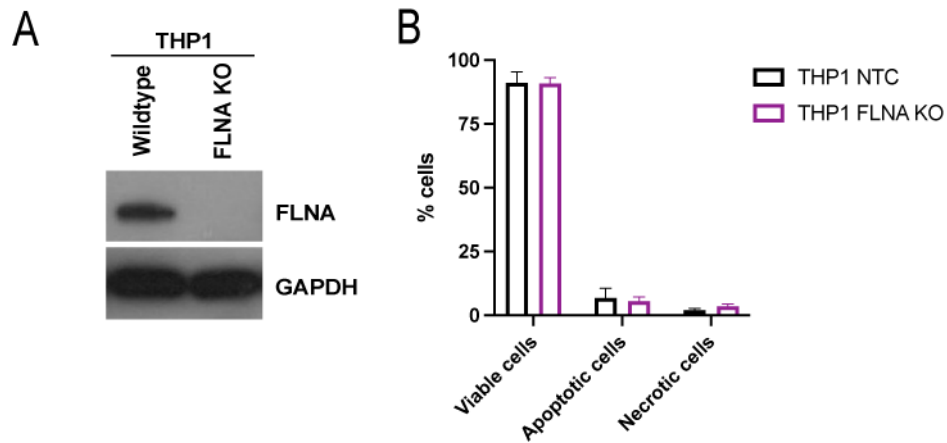 A
THP1
Wildtype
FLNA KO
FLNA
GAPDH
B
100
75
50
25
0
% cells
Viable cells
Apoptotic cells
Necrotic cells
THP1 NTC
THP1 FLNA KO